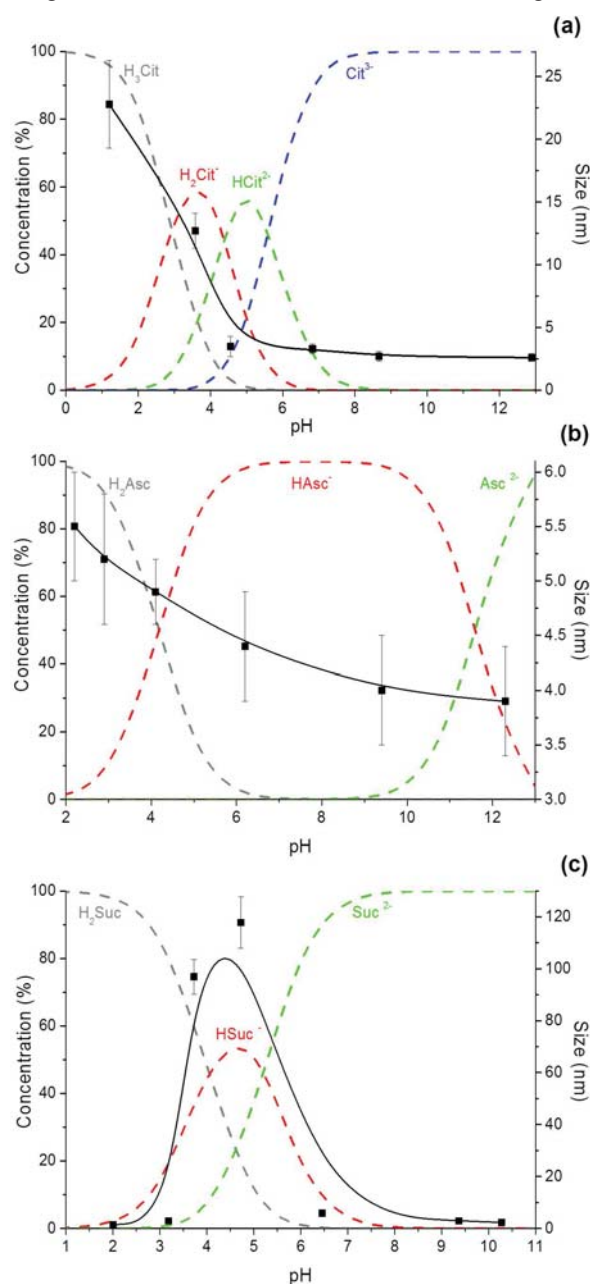 (a)
H₃Cit
Cit³⁻
H₂Cit⁻
HCit²⁻
Concentration (%)
Size (nm)
100
80
60
40
20
0
25
20
15
10
5
0
0 2 4 6 8 10 12
pH
(b)
H₂Asc
HAsc⁻
Asc²⁻
Concentration (%)
Size (nm)
100
80
60
40
20
0
6.0
5.5
5.0
4.5
4.0
3.5
3.0
2 4 6 8 10 12
pH
(c)
H₂Suc
Suc²⁻
HSuc⁻
Concentration (%)
Size (nm)
100
80
60
40
20
0
120
100
80
60
40
20
0
1 2 3 4 5 6 7 8 9 10 11
pH